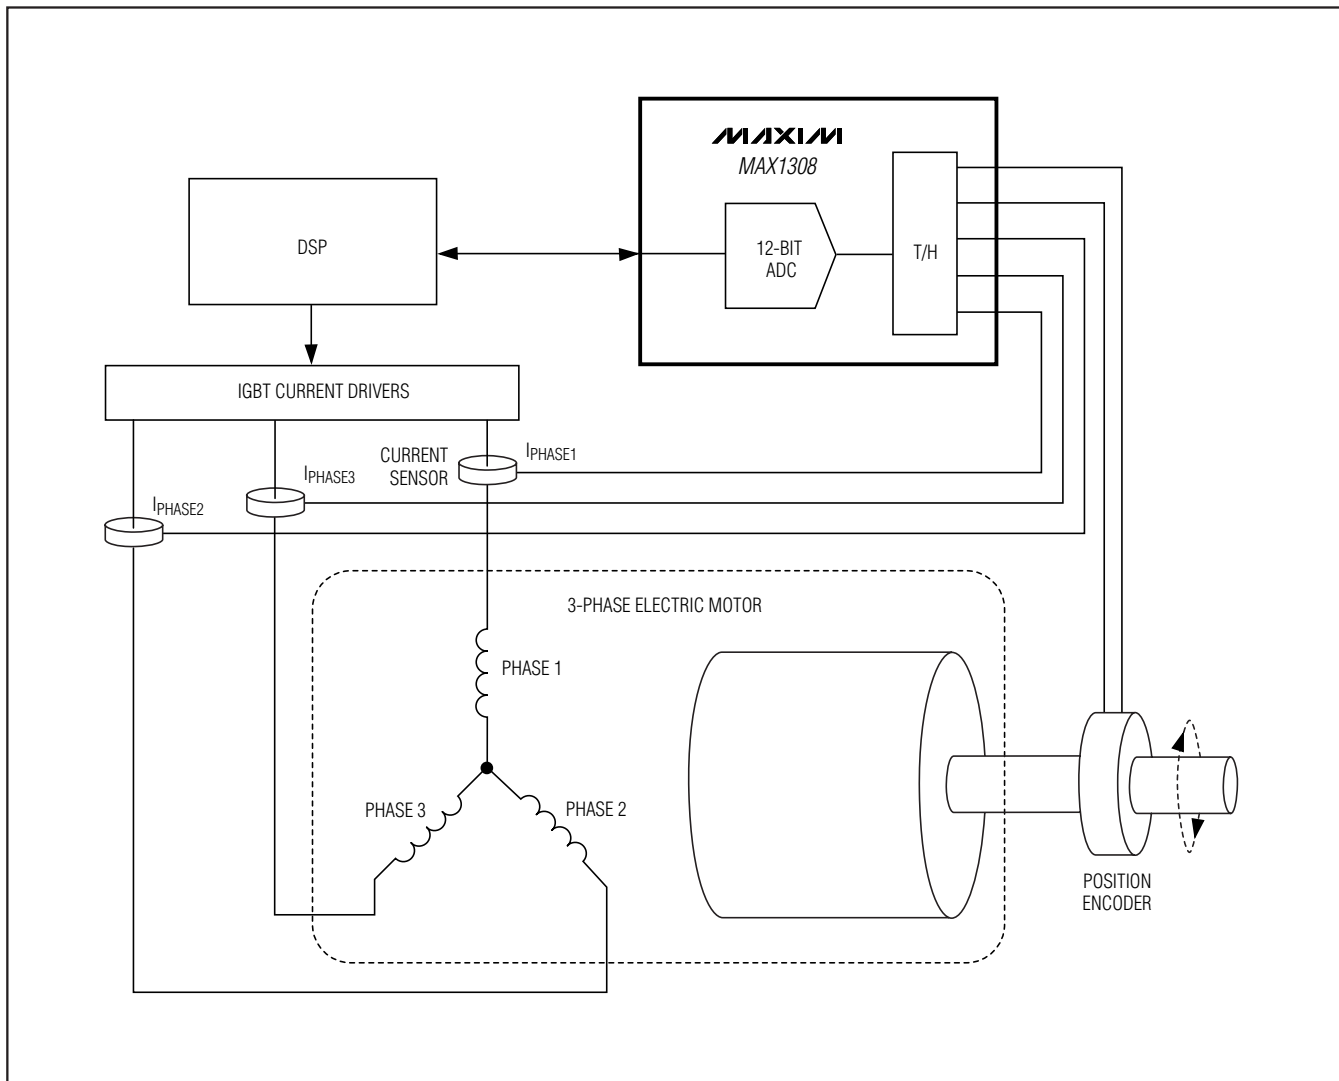 MAXIM
MAX1308
DSP
12-BIT
ADC
T/H
IGBT CURRENT DRIVERS
CURRENT
SENSOR
IPHASE1
IPHASE3
IPHASE2
3-PHASE ELECTRIC MOTOR
PHASE 1
PHASE 3
PHASE 2
POSITION
ENCODER